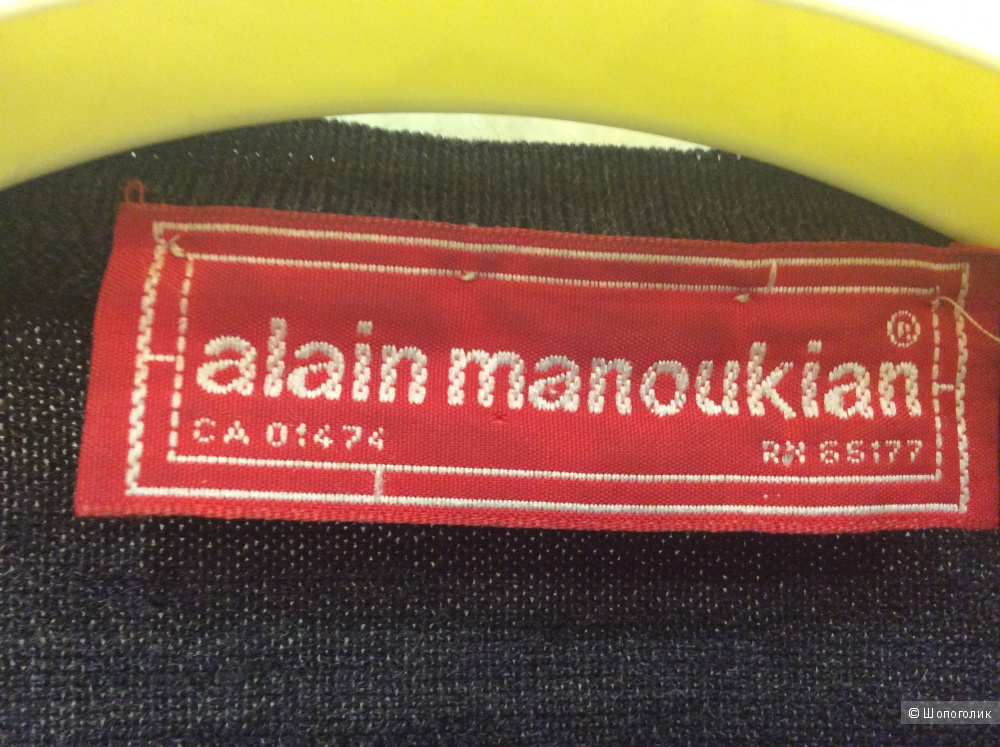 alain manoukian ®
CA 01474 RN 65177
© Шопоголик